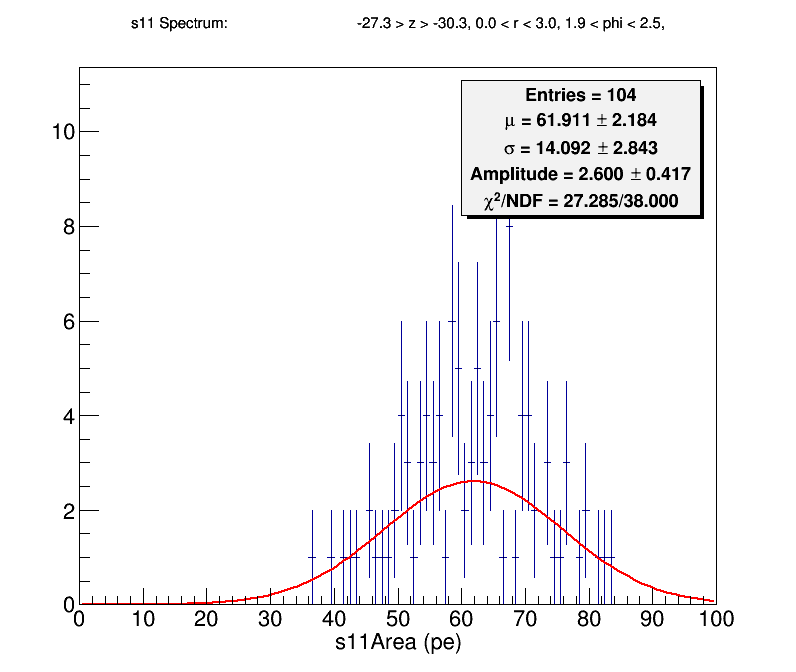 s11 Spectrum: -27.3 > z > -30.3, 0.0 < r < 3.0, 1.9 < phi < 2.5,
Entries = 104
μ = 61.911 ± 2.184
σ = 14.092 ± 2.843
Amplitude = 2.600 ± 0.417
χ²/NDF = 27.285/38.000
10
8
6
4
2
0
0 10 20 30 40 50 60 70 80 90 100
s11Area (pe)